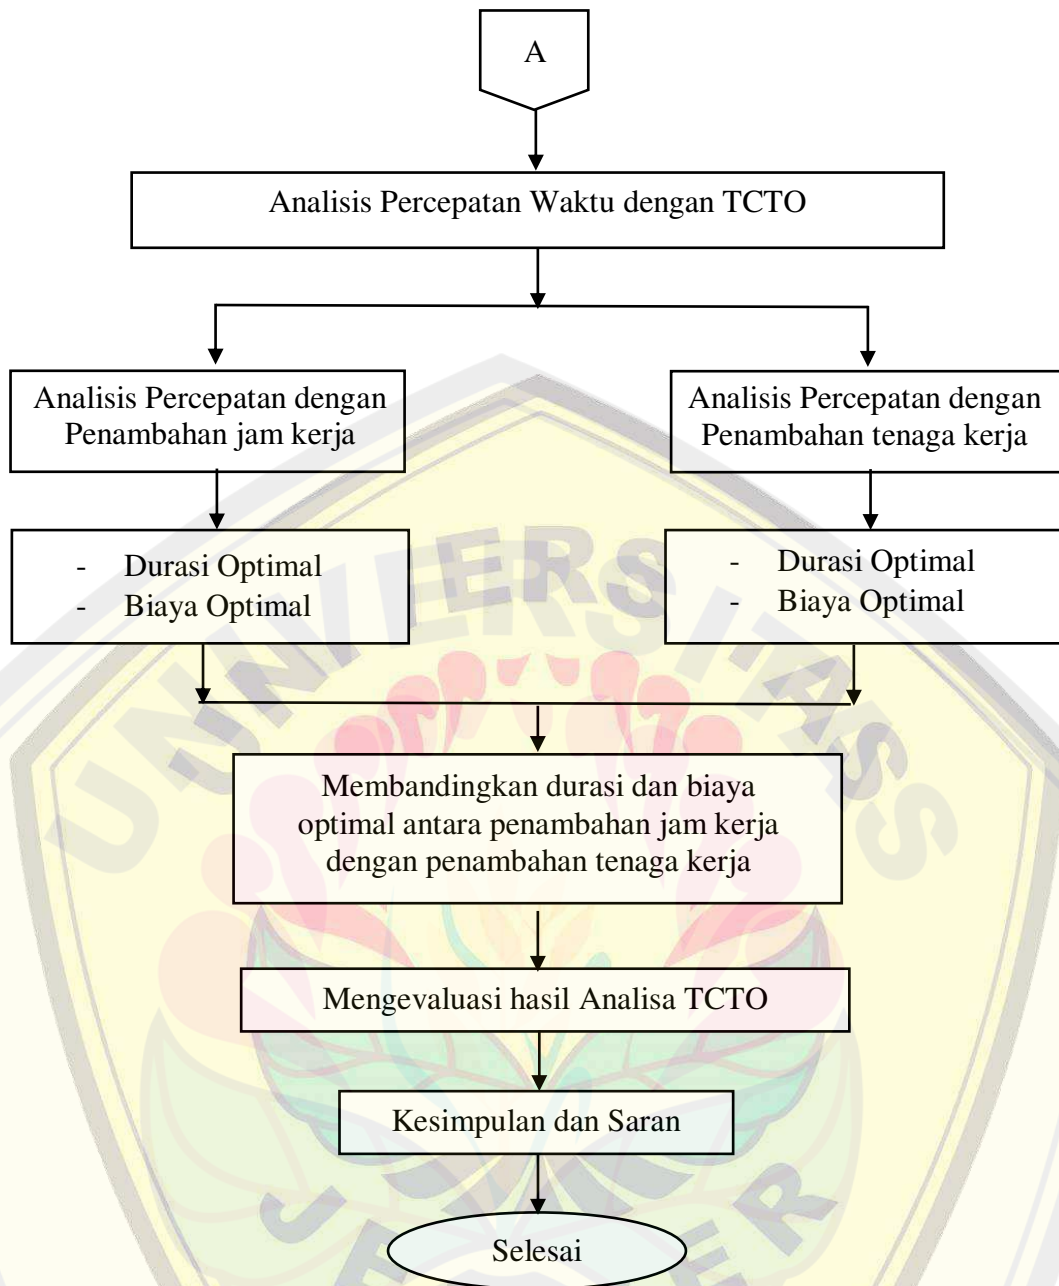 A
Analisis Percepatan Waktu dengan TCTO
Analisis Percepatan dengan
Penambahan jam kerja
Analisis Percepatan dengan
Penambahan tenaga kerja
- Durasi Optimal
- Biaya Optimal
- Durasi Optimal
- Biaya Optimal
UNIVERSITAS
Membandingkan durasi dan biaya
optimal antara penambahan jam kerja
dengan penambahan tenaga kerja
Mengevaluasi hasil Analisa TCTO
Kesimpulan dan Saran
Selesai
JEMBER